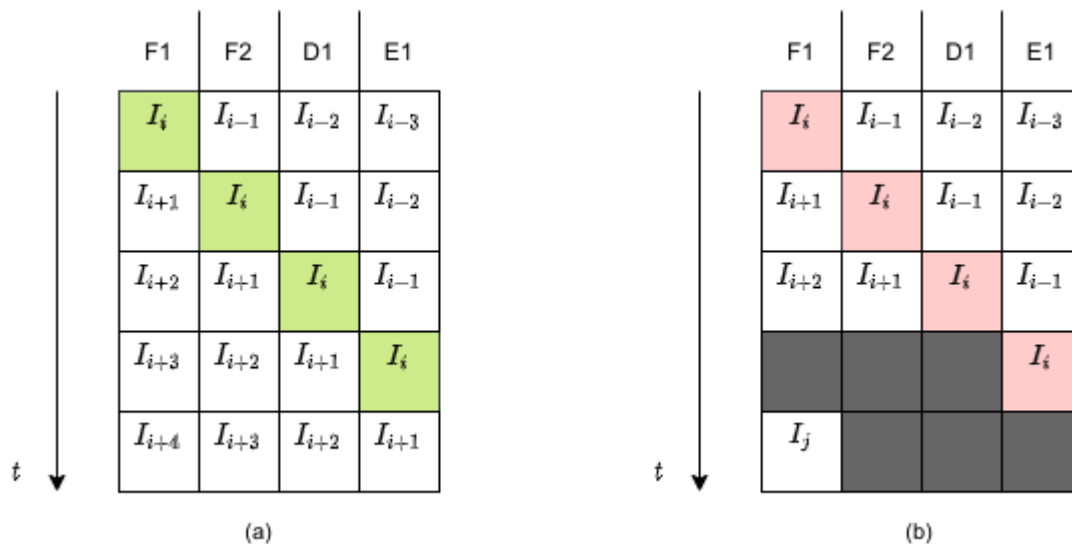 F1 F2 D1 E1 F1 F2 D1 E1
I_i I_{i-1} I_{i-2} I_{i-3} I_i I_{i-1} I_{i-2} I_{i-3}
I_{i+1} I_i I_{i-1} I_{i-2} I_{i+1} I_i I_{i-1} I_{i-2}
I_{i+2} I_{i+1} I_i I_{i-1} I_{i+2} I_{i+1} I_i I_{i-1}
I_{i+3} I_{i+2} I_{i+1} I_i I_i
t I_{i+4} I_{i+3} I_{i+2} I_{i+1} t I_j
(a) (b)